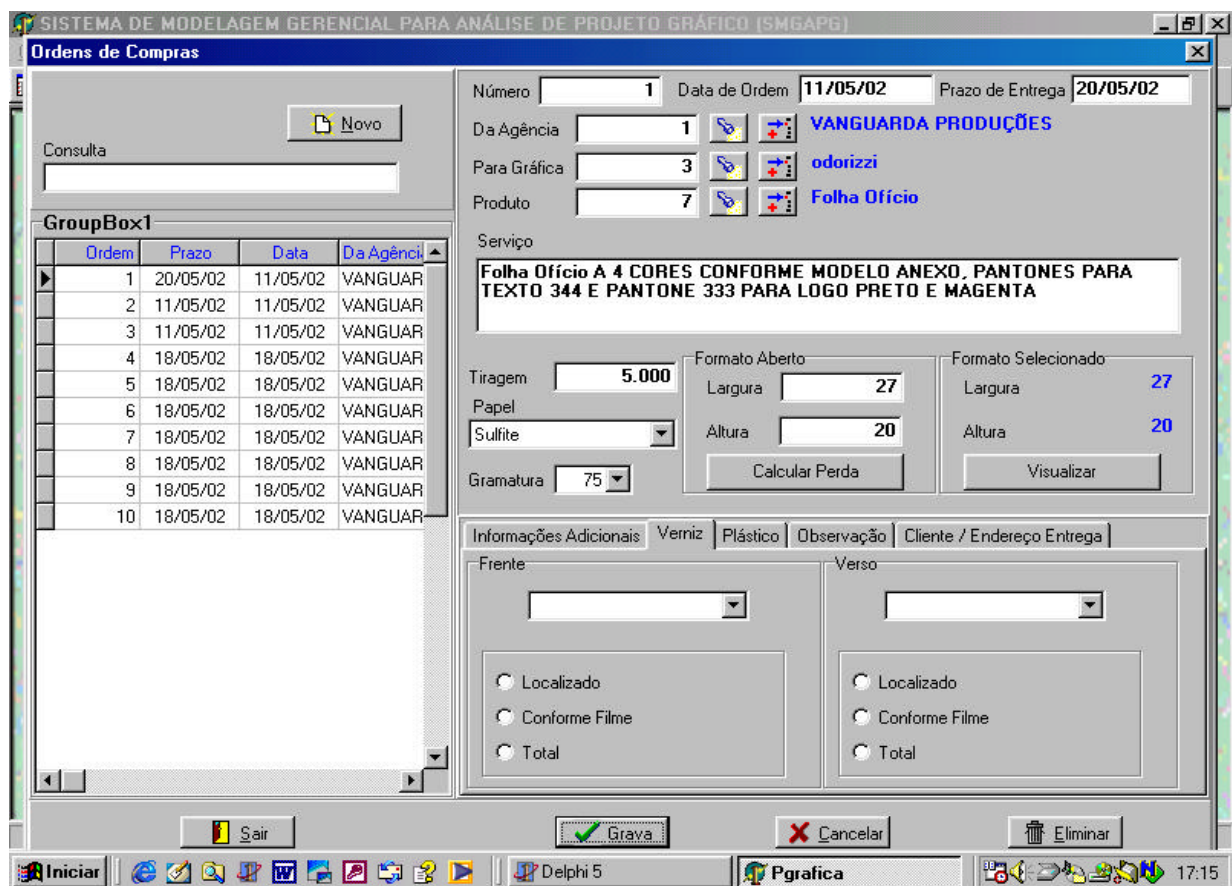 SISTEMA DE MODELAGEM GERENCIAL PARA ANÁLISE DE PROJETO GRÁFICO (SMGAPG)
Ordens de Compras
Novo
Consulta
GroupBox1
Ordem Prazo Data Da Agênci
1 20/05/02 11/05/02 VANGUAR
2 11/05/02 11/05/02 VANGUAR
3 11/05/02 11/05/02 VANGUAR
4 18/05/02 18/05/02 VANGUAR
5 18/05/02 18/05/02 VANGUAR
6 18/05/02 18/05/02 VANGUAR
7 18/05/02 18/05/02 VANGUAR
8 18/05/02 18/05/02 VANGUAR
9 18/05/02 18/05/02 VANGUAR
10 18/05/02 18/05/02 VANGUAR
Número 1 Data de Ordem 11/05/02 Prazo de Entrega 20/05/02
Da Agência 1 VANGUARDA PRODUÇÕES
Para Gráfica 3 odorizzi
Produto 7 Folha Ofício
Serviço
Folha Ofício A 4 CORES CONFORME MODELO ANEXO, PANTONES PARA
TEXTO 344 E PANTONE 333 PARA LOGO PRETO E MAGENTA
Tiragem 5.000
Papel
Sulfite
Gramatura 75
Formato Aberto
Largura 27
Altura 20
Calcular Perda
Formato Selecionado
Largura 27
Altura 20
Visualizar
Informações Adicionais Verniz Plástico Observação Cliente / Endereço Entrega
Frente
Localizado
Conforme Filme
Total
Verso
Localizado
Conforme Filme
Total
Sair Grava Cancelar Eliminar
Iniciar Delphi 5 Pgrafica 17:15